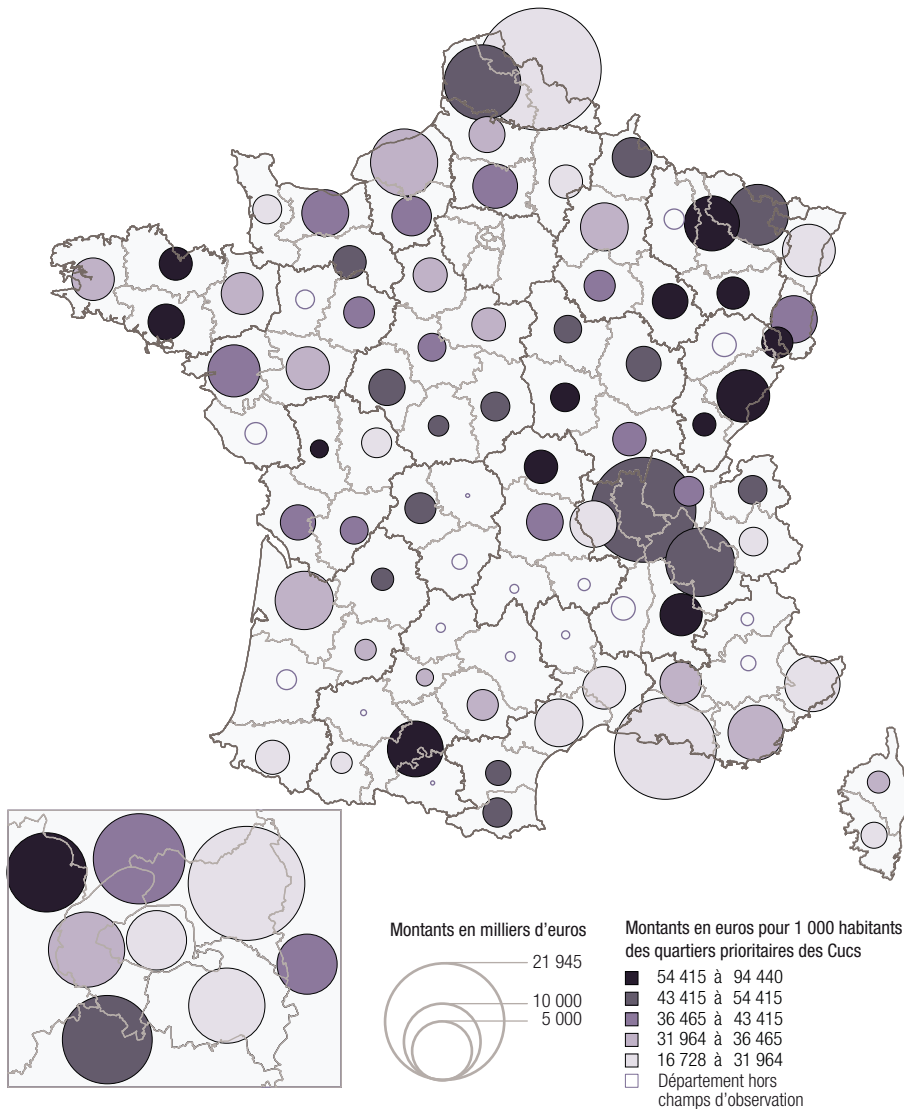 Montants en milliers d'euros
21 945
10 000
5 000
Montants en euros pour 1 000 habitants
des quartiers prioritaires des Cucs
54 415 à 94 440
43 415 à 54 415
36 465 à 43 415
31 964 à 36 465
16 728 à 31 964
Département hors
champs d'observation